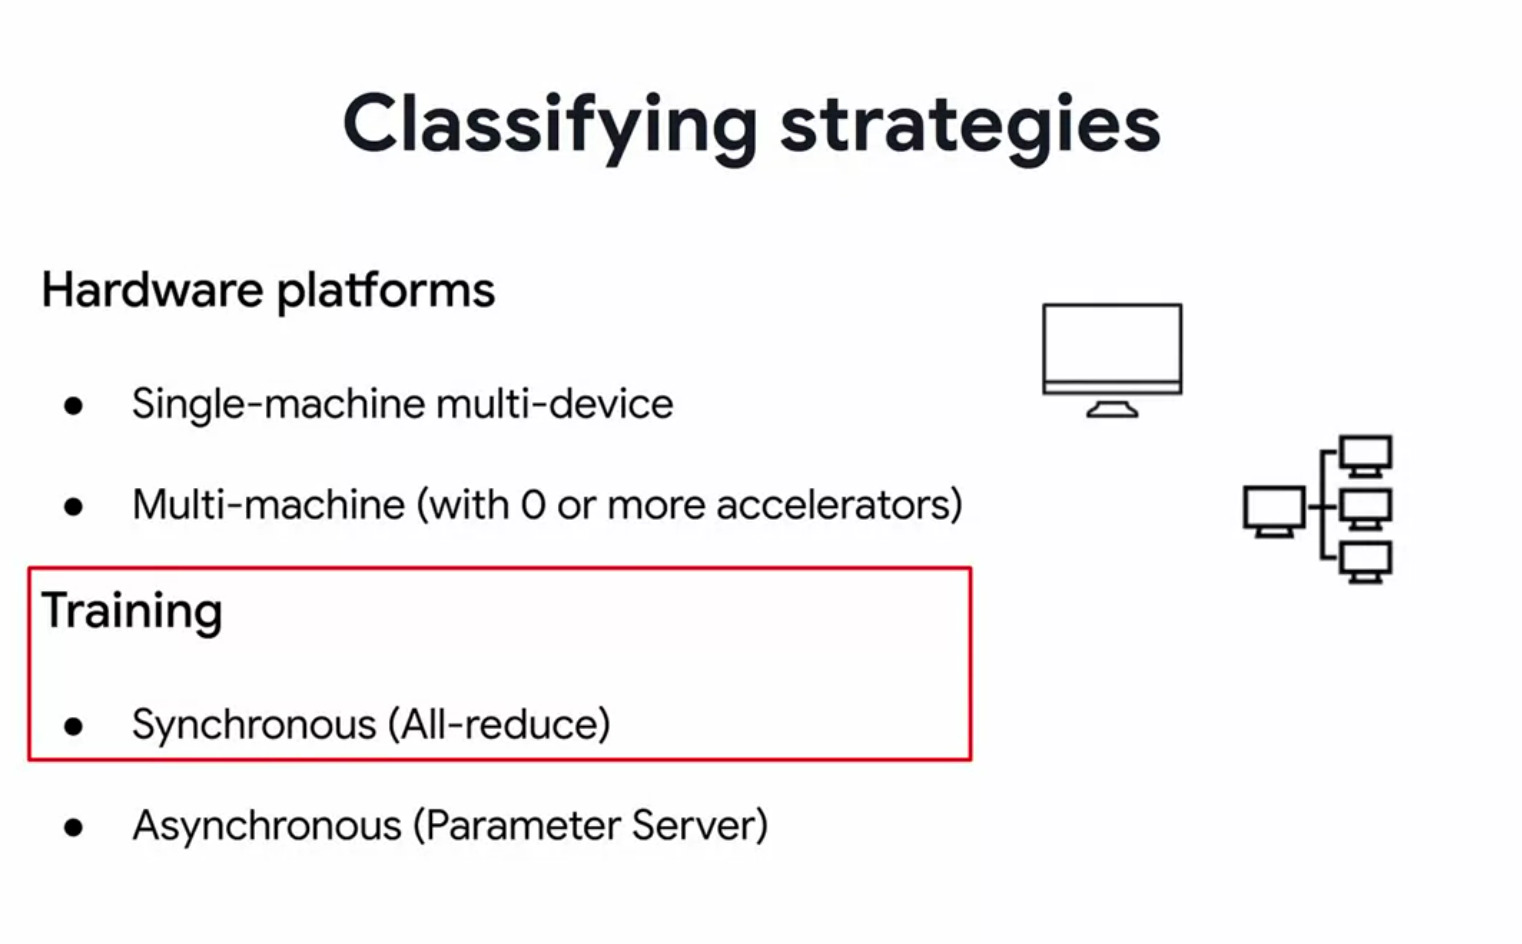 Classifying strategies
Hardware platforms
● Single-machine multi-device
● Multi-machine (with 0 or more accelerators)
Training
● Synchronous (All-reduce)
● Asynchronous (Parameter Server)